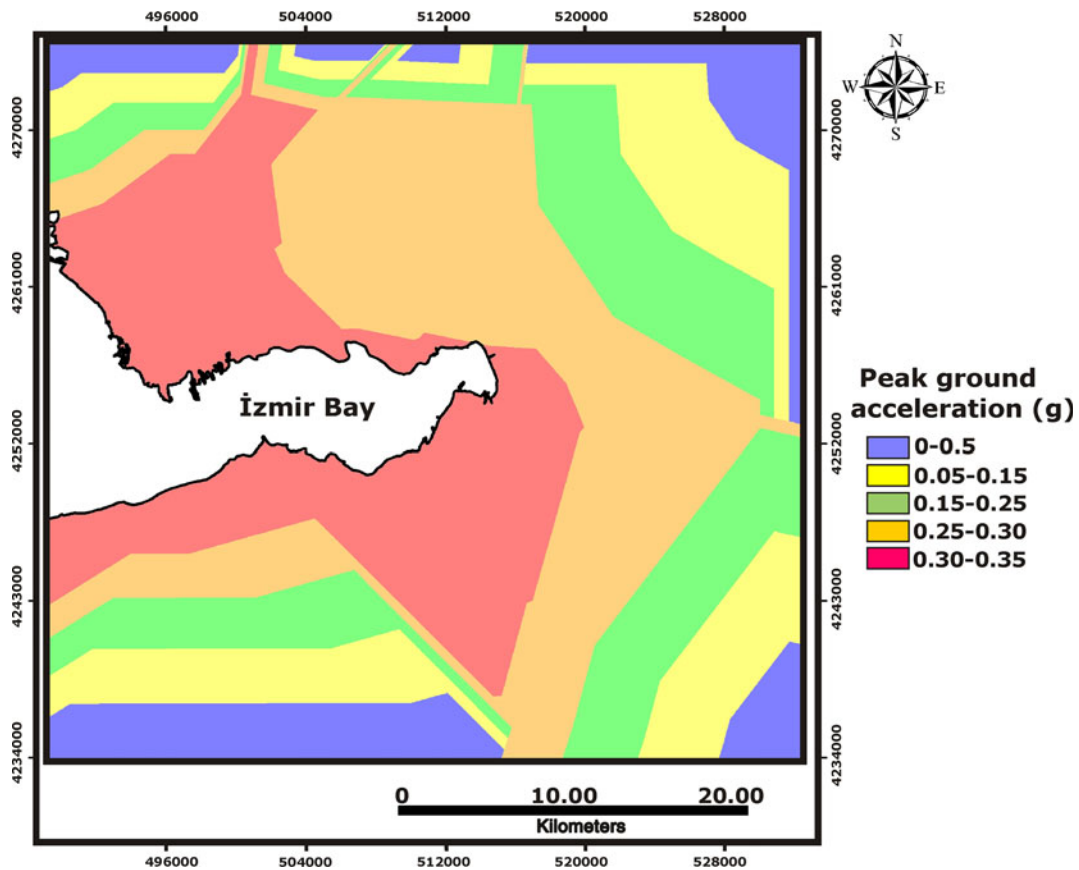 496000 504000 512000 520000 528000
N
W E
S
4270000 4270000
4261000 4261000
İzmir Bay
Peak ground
acceleration (g)
0-0.5
0.05-0.15
0.15-0.25
0.25-0.30
0.30-0.35
4252000 4252000
4243000 4243000
4234000 4234000
0 10.00 20.00
Kilometers
496000 504000 512000 520000 528000